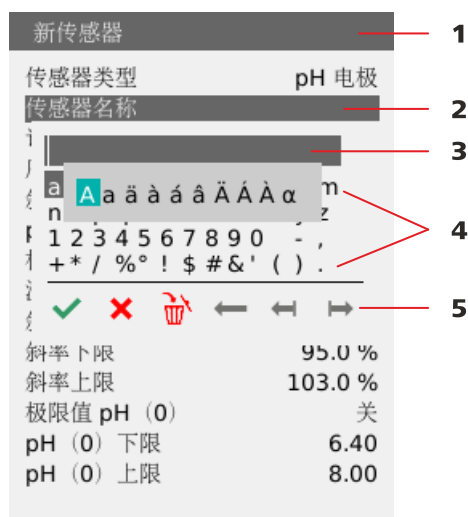 新传感器
1
传感器类型 pH 电极
传感器名称
2
3
a A a ä à á â Ä Á À α m
n z
1 2 3 4 5 6 7 8 9 0 - ,
4
+ * / % ° ! $ # & ' ( ) .
5
斜率下限 95.0 %
斜率上限 103.0 %
极限值 pH（0） 关
pH（0）下限 6.40
pH（0）上限 8.00